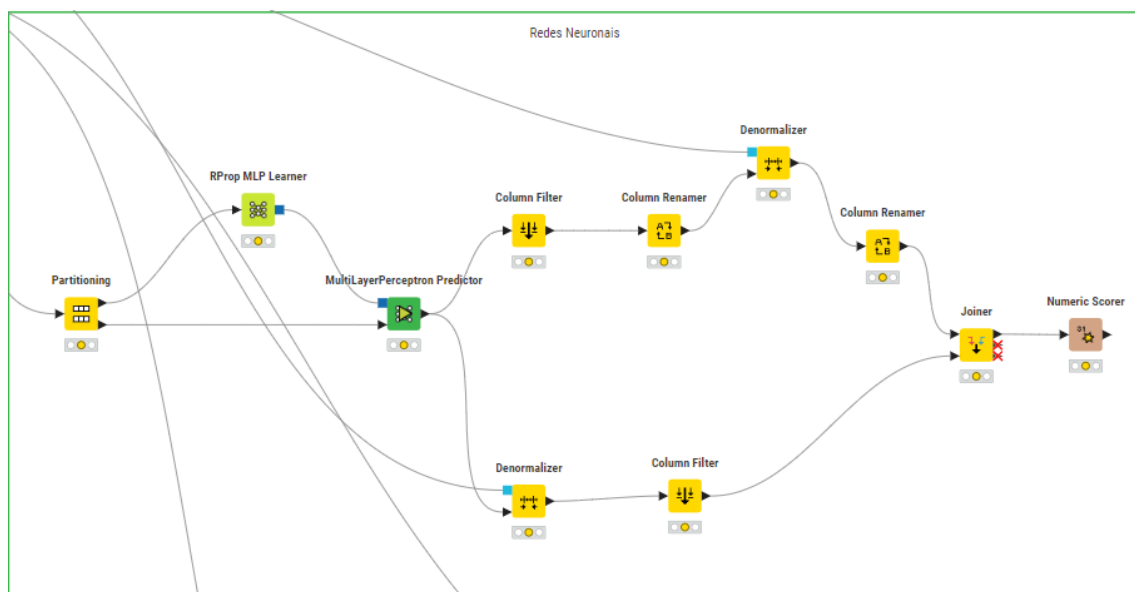 Redes Neuronais
Denormalizer
RProp MLP Learner
Column Filter
Column Renamer
Column Renamer
Partitioning
MultiLayerPerceptron Predictor
Joiner
Numeric Scorer
Denormalizer
Column Filter